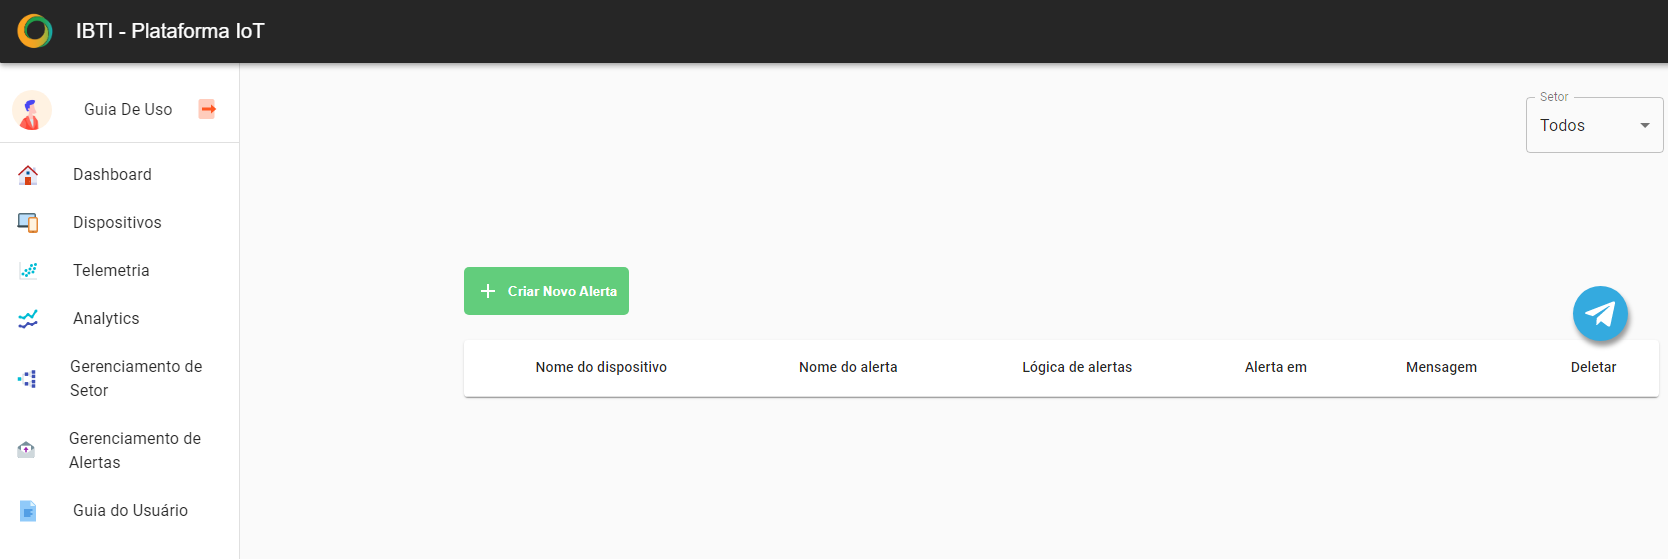 IBTI - Plataforma IoT
Guia De Uso
Dashboard
Dispositivos
Telemetria
Analytics
Gerenciamento de
Setor
Gerenciamento de
Alertas
Guia do Usuário
Setor
Todos
Criar Novo Alerta
Nome do dispositivo Nome do alerta Lógica de alertas Alerta em Mensagem Deletar